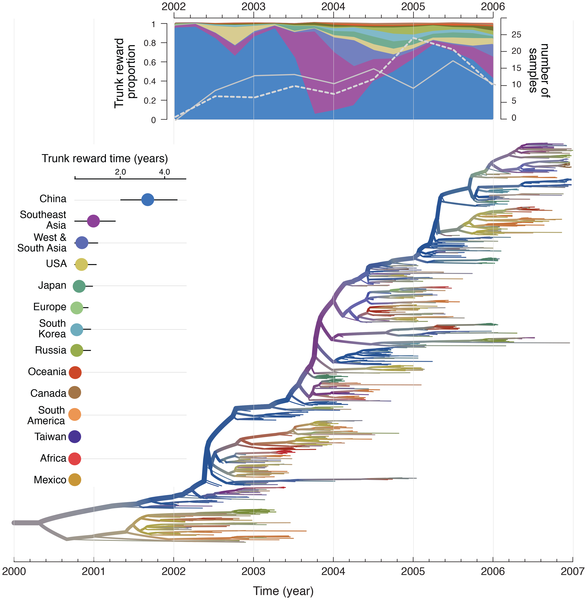 2002 2003 2004 2005 2006
Trunk reward
proportion
1
0.8
0.6
0.4
0.2
0
25
20
15
10
5
0
number of
samples
Trunk reward time (years)
2.0 4.0
China
Southeast
Asia
West &
South Asia
USA
Japan
Europe
South
Korea
Russia
Oceania
Canada
South
America
Taiwan
Africa
Mexico
2000 2001 2002 2003 2004 2005 2006 2007
Time (year)